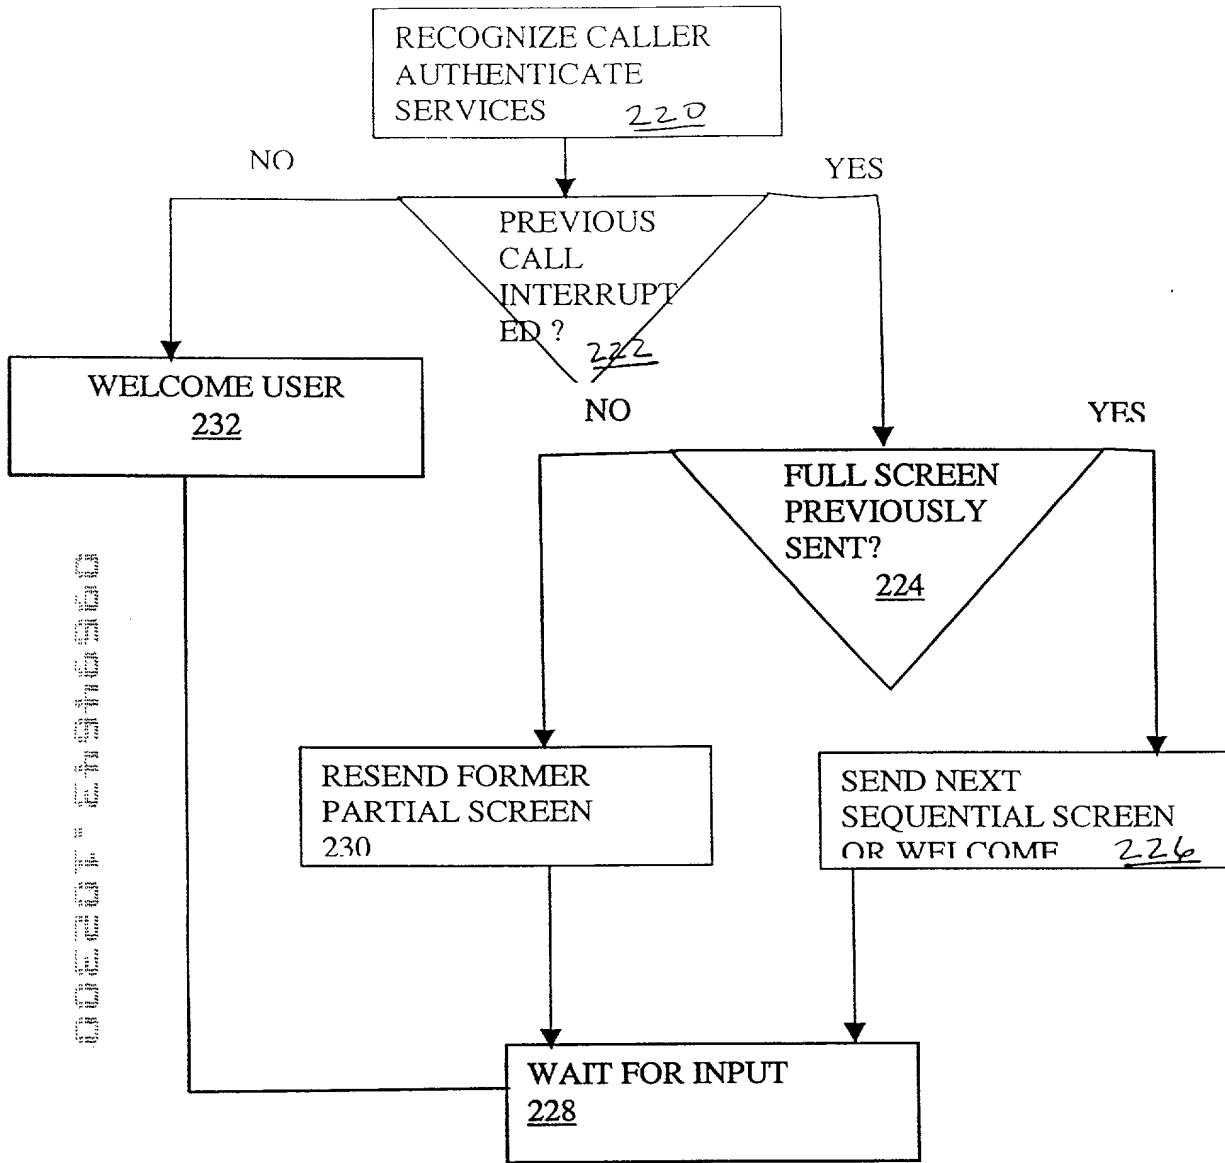 RECOGNIZE CALLER
AUTHENTICATE
SERVICES 220
NO
YES
PREVIOUS
CALL
INTERRUPT
ED ?
222
WELCOME USER
232
NO
YES
FULL SCREEN
PREVIOUSLY
SENT?
224
RESEND FORMER
PARTIAL SCREEN
230
SEND NEXT
SEQUENTIAL SCREEN
OR WELCOME 226
WAIT FOR INPUT
228